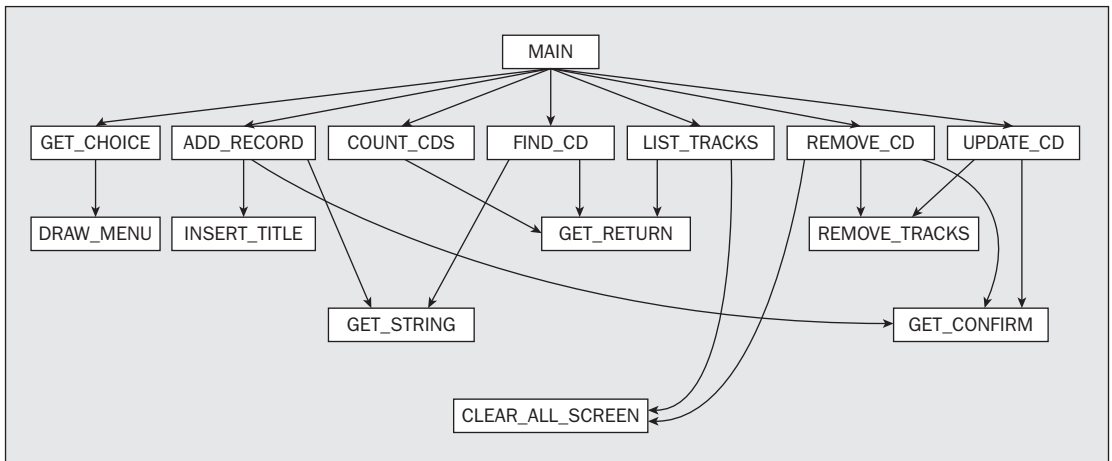 MAIN
GET_CHOICE
ADD_RECORD
COUNT_CDS
FIND_CD
LIST_TRACKS
REMOVE_CD
UPDATE_CD
DRAW_MENU
INSERT_TITLE
GET_RETURN
REMOVE_TRACKS
GET_STRING
GET_CONFIRM
CLEAR_ALL_SCREEN